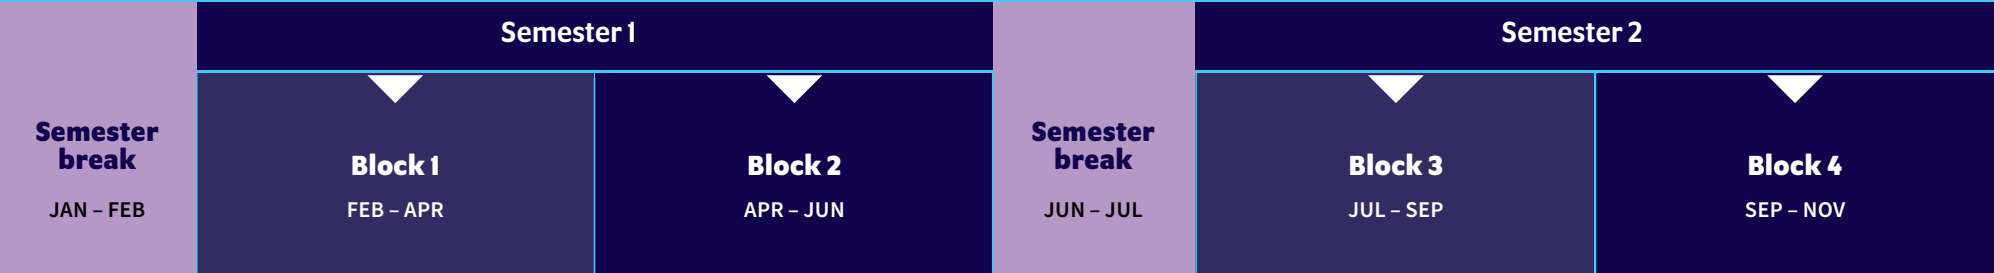 Semester 1
Semester 2
Semester
break
JAN – FEB
Block 1
FEB – APR
Block 2
APR – JUN
Semester
break
JUN – JUL
Block 3
JUL – SEP
Block 4
SEP – NOV